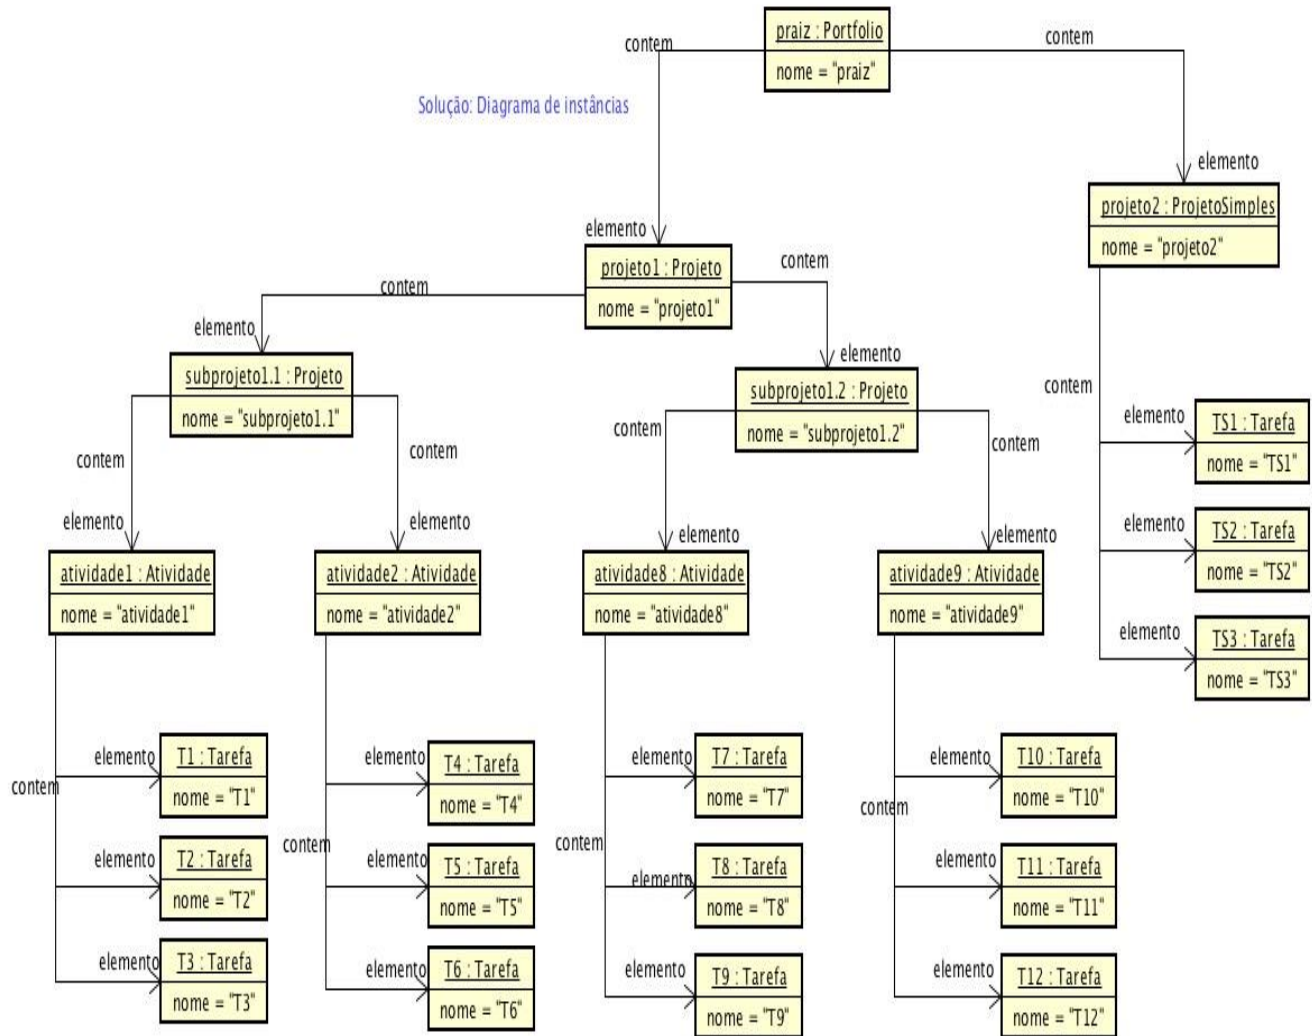 praiz : Portfolio
nome = "praiz"
contem
contem
Solução: Diagrama de instâncias
elemento
projeto2 : ProjetoSimples
nome = "projeto2"
elemento
projeto1 : Projeto
nome = "projeto1"
contem
contem
elemento
subprojeto1.1 : Projeto
nome = "subprojeto1.1"
elemento
subprojeto1.2 : Projeto
nome = "subprojeto1.2"
contem
elemento
TS1 : Tarefa
nome = "TS1"
contem
contem
contem
contem
elemento
elemento
elemento
elemento
elemento
TS2 : Tarefa
nome = "TS2"
atividade1 : Atividade
nome = "atividade1"
atividade2 : Atividade
nome = "atividade2"
atividade8 : Atividade
nome = "atividade8"
atividade9 : Atividade
nome = "atividade9"
elemento
TS3 : Tarefa
nome = "TS3"
elemento
T1 : Tarefa
nome = "T1"
contem
elemento
T2 : Tarefa
nome = "T2"
elemento
T3 : Tarefa
nome = "T3"
elemento
T4 : Tarefa
nome = "T4"
contem
elemento
T5 : Tarefa
nome = "T5"
elemento
T6 : Tarefa
nome = "T6"
elemento
T7 : Tarefa
nome = "T7"
contem
elemento
T8 : Tarefa
nome = "T8"
elemento
T9 : Tarefa
nome = "T9"
elemento
T10 : Tarefa
nome = "T10"
contem
elemento
T11 : Tarefa
nome = "T11"
elemento
T12 : Tarefa
nome = "T12"